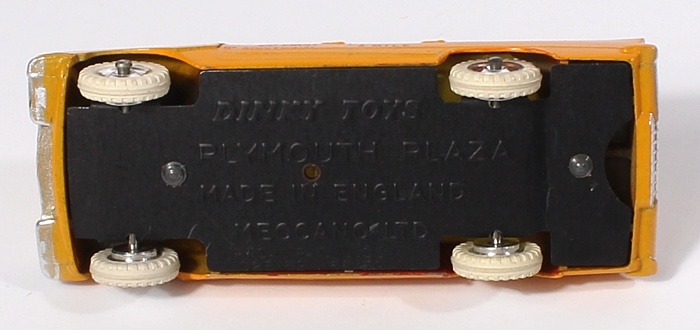 DINKY TOYS
PLYMOUTH PLAZA
MADE IN ENGLAND
MECCANO LTD